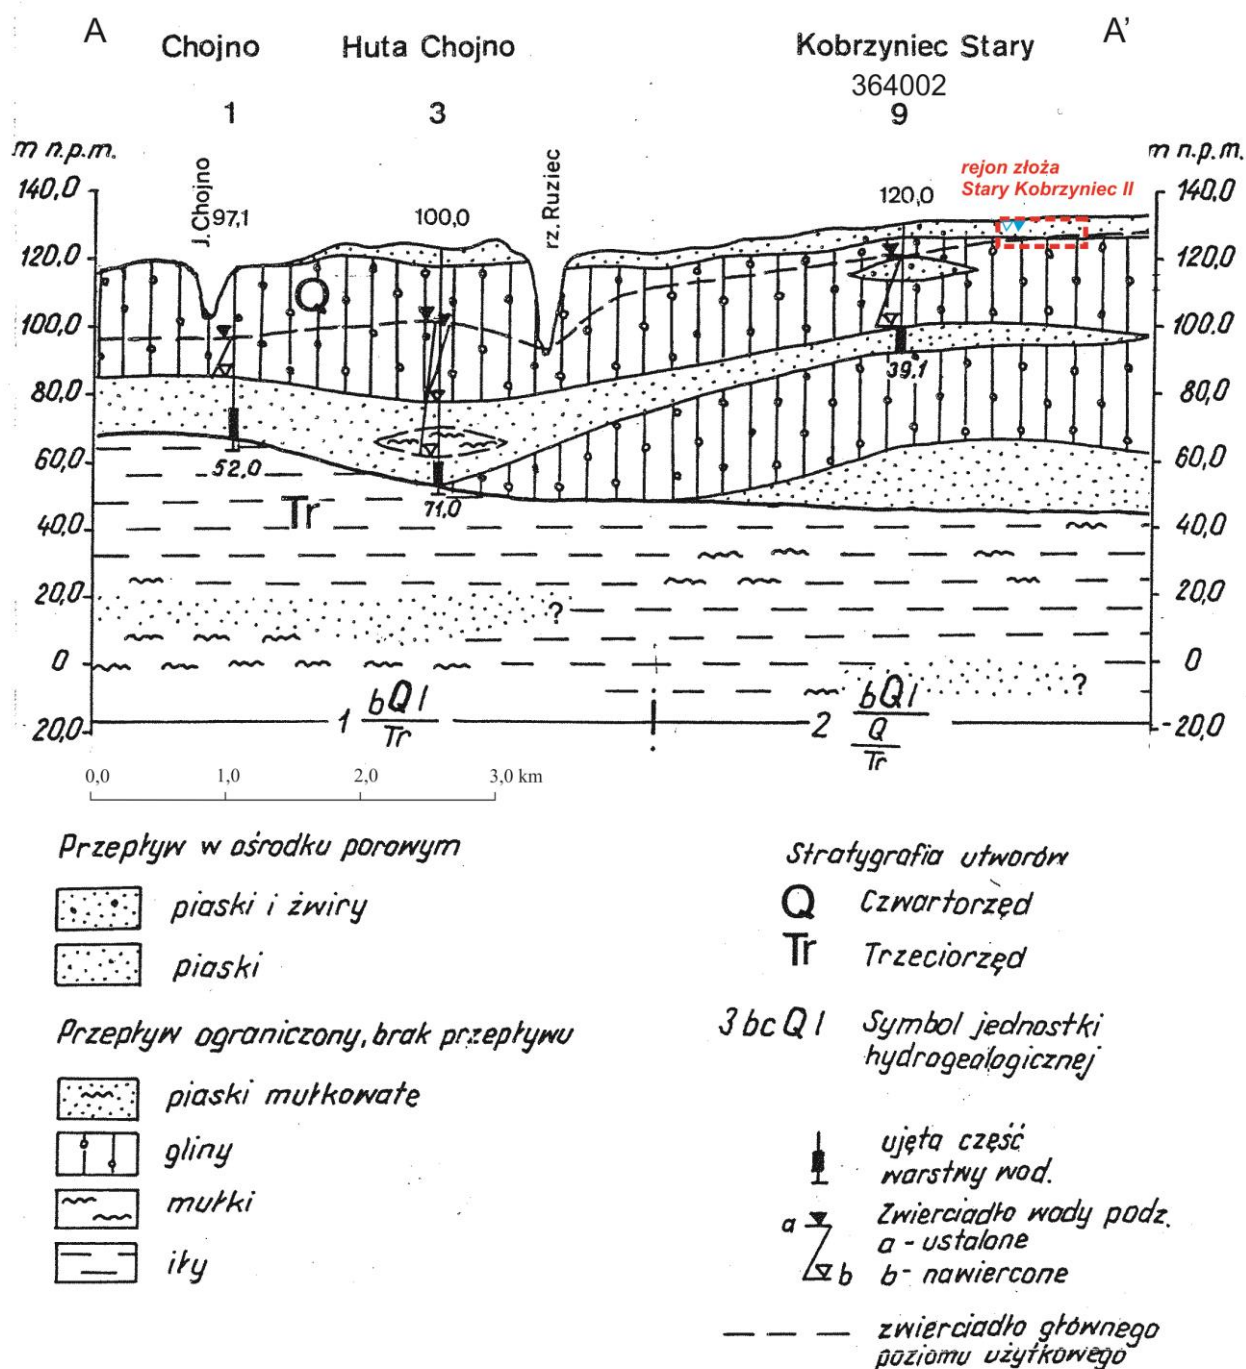 A
A'
Chojno
Huta Chojno
Kobrzyniec Stary
364002
1
3
9
m n.p.m.
m n.p.m.
rejon złoża
Stary Kobrzyniec II
J. Chojno
97,1
100,0
rz. Ruziec
120,0
140,0
120,0
100,0
80,0
60,0
40,0
20,0
0
20,0
140,0
120,0
100,0
80,0
60,0
40,0
20,0
0
-20,0
Q
Tr
52,0
71,0
39,1
?
?
1 bQI
Tr
2 bQI
Q
Tr
0,0 1,0 2,0 3,0 km
Przepływ w ośrodku porowym
piaski i żwiry
piaski
Przepływ ograniczony, brak przepływu
piaski mułkowate
gliny
mułki
iły
Stratygrafia utworów
Q Czwartorzęd
Tr Trzeciorzęd
3 bc Q I Symbol jednostki
hydrogeologicznej
ujęta część
warstwy wod.
a Zwierciadło wody podz.
a - ustalone
b b - nawiercone
zwierciadło głównego
poziomu użytkowego